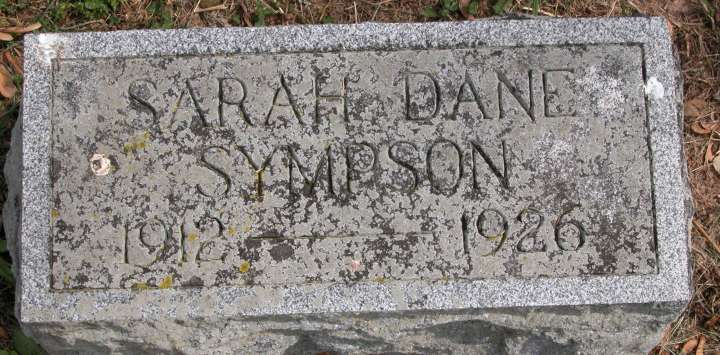 SARAH DANE
SYMPSON
1912 — 1926